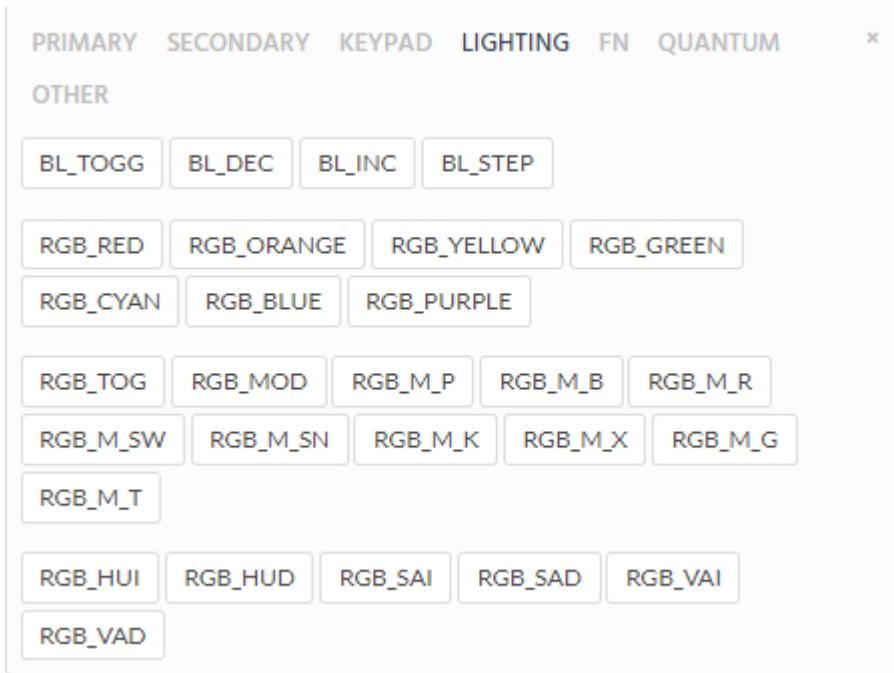 PRIMARY SECONDARY KEYPAD LIGHTING FN QUANTUM ×
OTHER
BL_TOGG BL_DEC BL_INC BL_STEP
RGB_RED RGB_ORANGE RGB_YELLOW RGB_GREEN
RGB_CYAN RGB_BLUE RGB_PURPLE
RGB_TOG RGB_MOD RGB_M_P RGB_M_B RGB_M_R
RGB_M_SW RGB_M_SN RGB_M_K RGB_M_X RGB_M_G
RGB_M_T
RGB_HUI RGB_HUD RGB_SAI RGB_SAD RGB_VAI
RGB_VAD